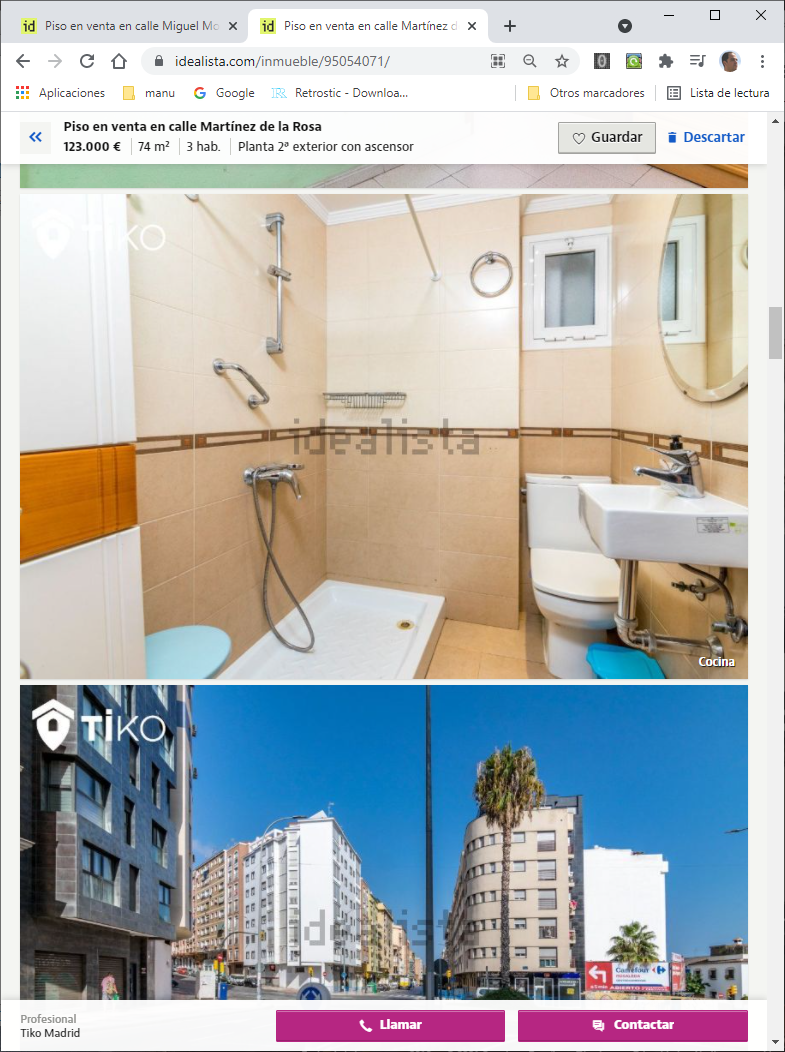 Piso en venta en calle Miguel Mo
Piso en venta en calle Martínez d
idealista.com/inmueble/95054071/
Aplicaciones manu Google Retrostic - Downloa... Otros marcadores Lista de lectura
Piso en venta en calle Martínez de la Rosa
123.000 € 74 m² 3 hab. Planta 2ª exterior con ascensor
Guardar Descartar
TIKO
idealista
Cocina
TIKO
idealista
Carrefour
Profesional
Tiko Madrid
Llamar Contactar